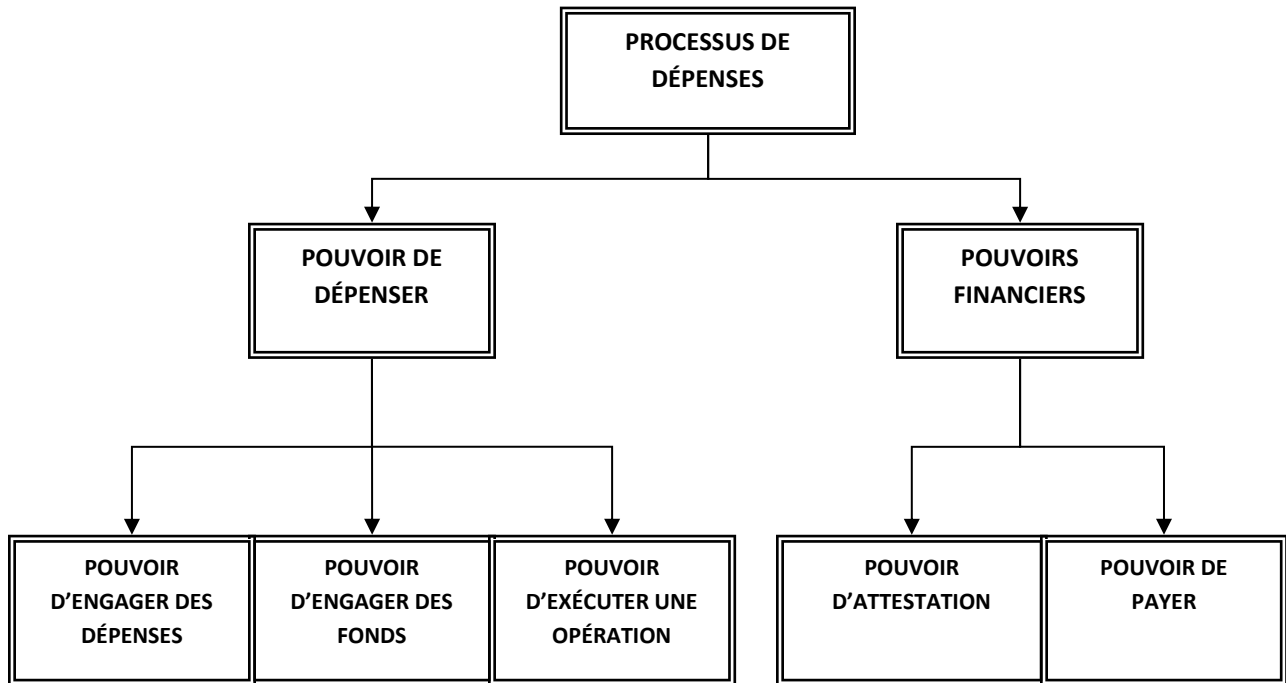 PROCESSUS DE
DÉPENSES
POUVOIR DE
DÉPENSER
POUVOIRS
FINANCIERS
POUVOIR
D’ENGAGER DES
DÉPENSES
POUVOIR
D’ENGAGER DES
FONDS
POUVOIR
D’EXÉCUTER UNE
OPÉRATION
POUVOIR
D’ATTESTATION
POUVOIR DE
PAYER